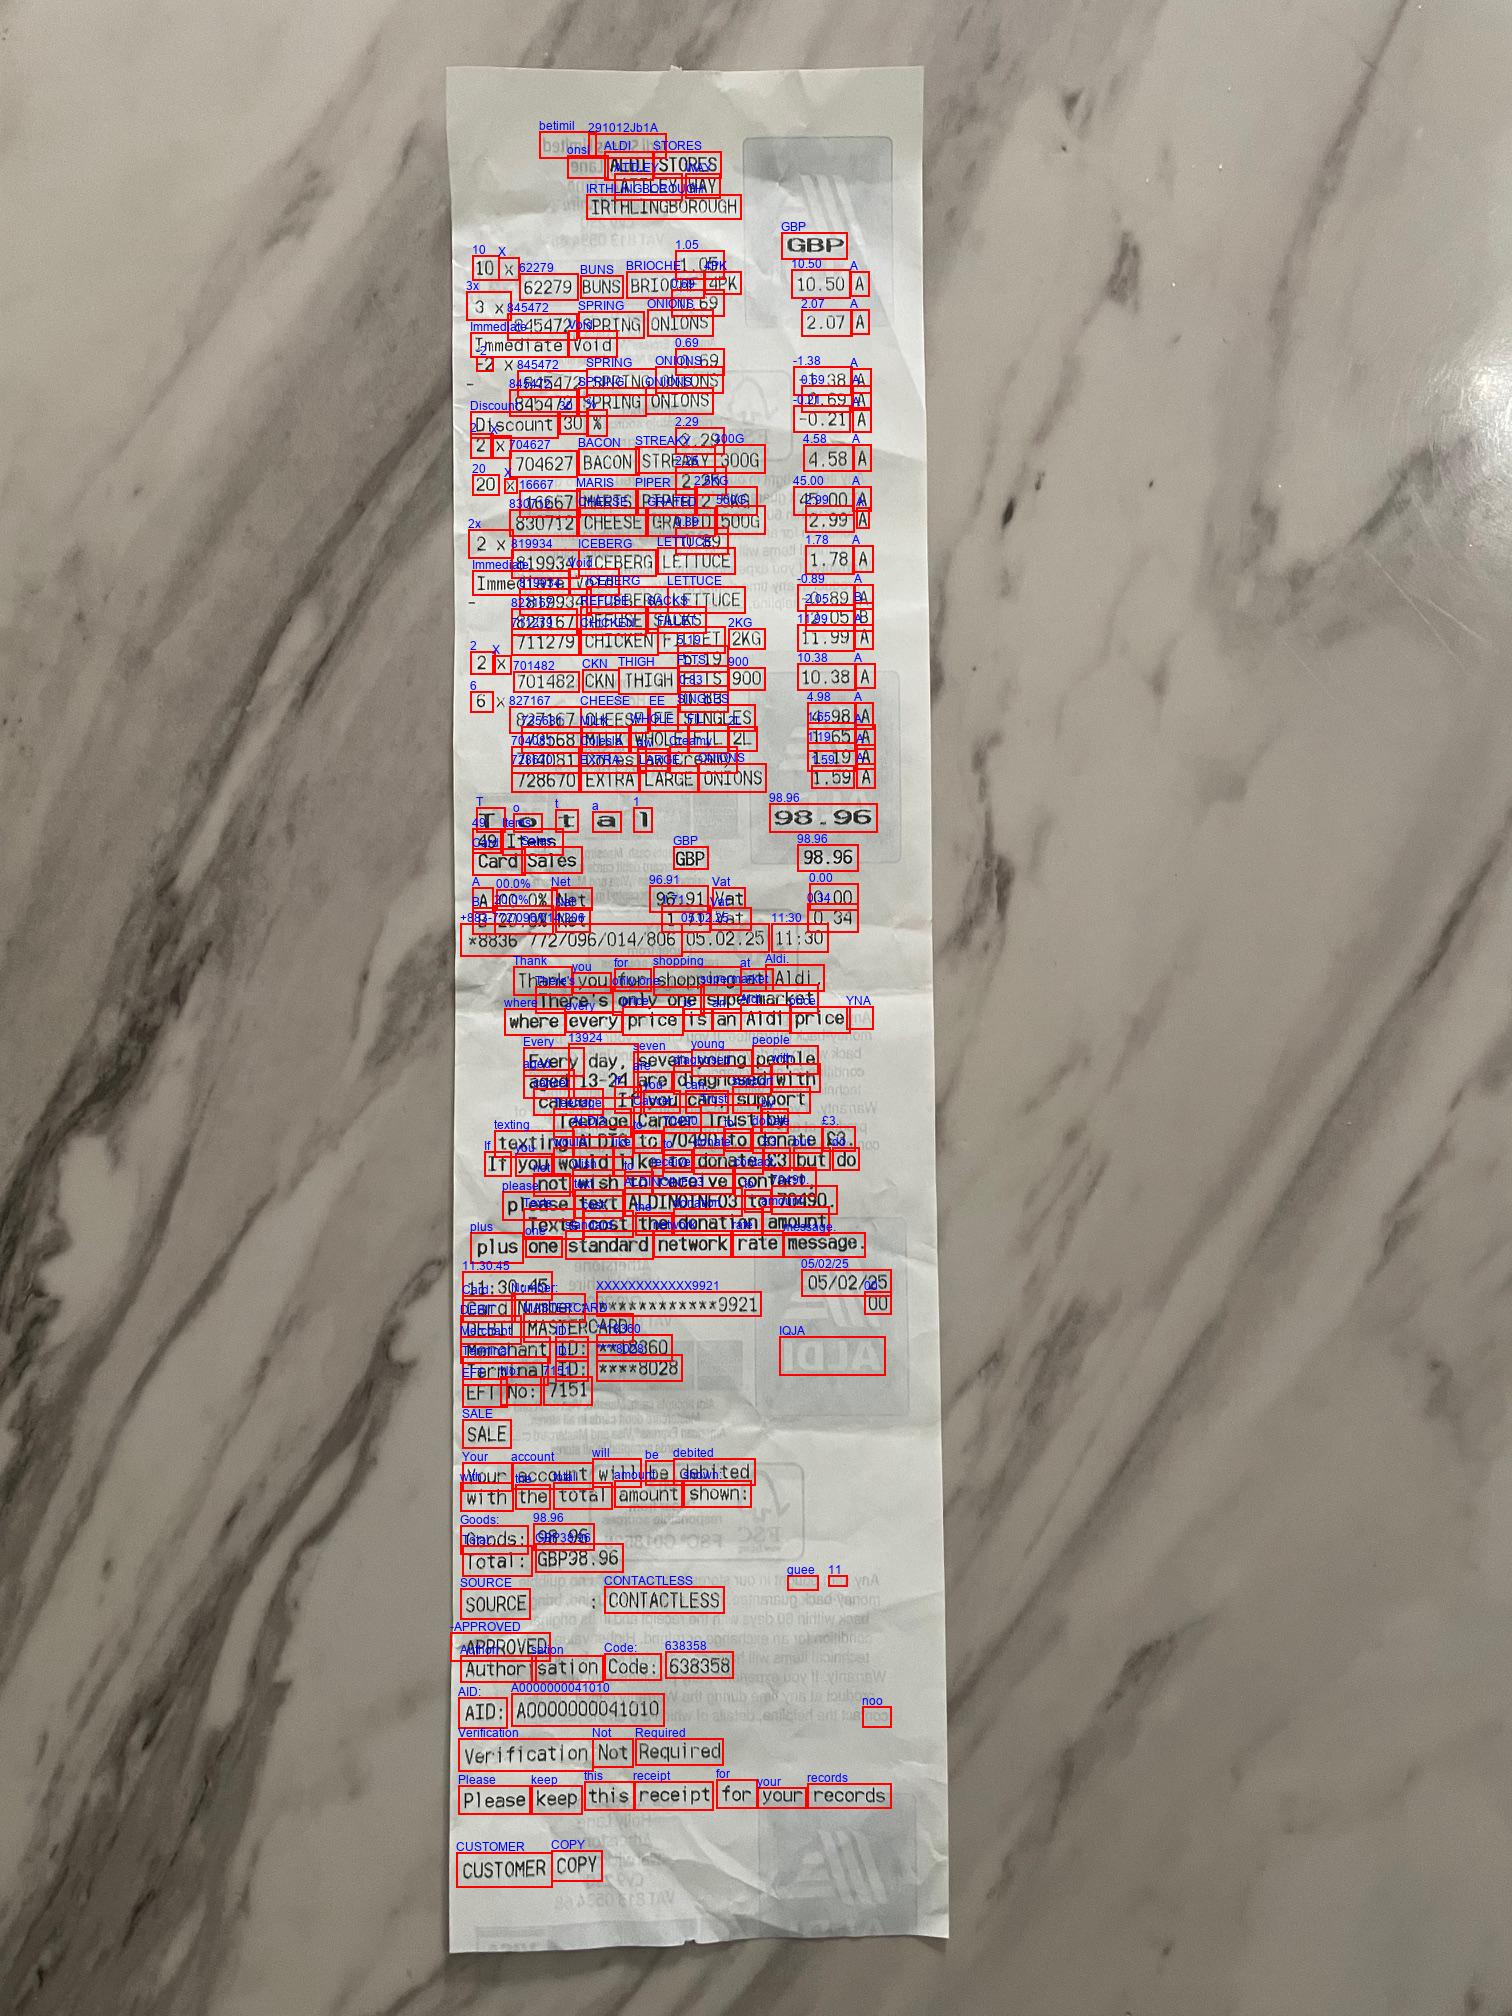 ALDI STORES
ATTLEY WAY
IRTHLINGBOROUGH
GBP
10 x 1.05
62279 BUNS BRIOCHE 4PK 10.50 A
3 x 0.69
845472 SPRING ONIONS 2.07 A
Immediate Void
-2 x 0.69
- 845472 SPRING ONIONS -1.38 A
845472 SPRING ONIONS 0.69 A
Discount 30 % -0.21 A
2 x 2.29
704627 BACON STREAKY 300G 4.58 A
20 x 2.25
16667 MARIS PIPER 2.5KG 45.00 A
830712 CHEESE GRATED 500G 2.99 A
2 x 0.89
819934 ICEBERG LETTUCE 1.78 A
Immediate Void
- 819934 ICEBERG LETTUCE -0.89 A
823167 REFUSE SACKS 2.05 B
711279 CHICKEN FILLET 2KG 11.99 A
2 x 5.19
701482 CKN THIGH FLTS 900 10.38 A
6 x 0.83
827167 CHEESE EE SINGLES 4.98 A
MILK WHOLE FIL 2L 1.65 A
704081 Coleslaw Creamy 1.19 A
728670 EXTRA LARGE ONIONS 1.59 A
Total 98.96
49 Items
Card Sales GBP 98.96
A 00.0% Net 96.91 Vat 0.00
B 20.0% Net 1.71 Vat 0.34
*8836 772/096/014/806 05.02.25 11:30
Thank you for shopping at Aldi.
There's only one supermarket
where every price is an Aldi price
Every day, seven young people
aged 13-24 are diagnosed with
cancer. If you can, support
Teenage Cancer Trust by
texting ALDI3 to 70490 to donate £3.
If you would like to donate £3 but do
not wish to receive contact,
please text ALDINOINFO3 to 70490.
Texts cost the donation amount
plus one standard network rate message.
11:30:45 05/02/25
Card Number: ************9921 00
DEBIT MASTERCARD
Merchant ID: ***18360
Terminal ID: ****8028
EFT No: 7151
SALE
Your account will be debited
with the total amount shown:
Goods: 98.96
Total: GBP98.96
SOURCE : CONTACTLESS
APPROVED
Authorisation Code: 638358
AID: A0000000041010
Verification Not Required
Please keep this receipt for your records
CUSTOMER COPY